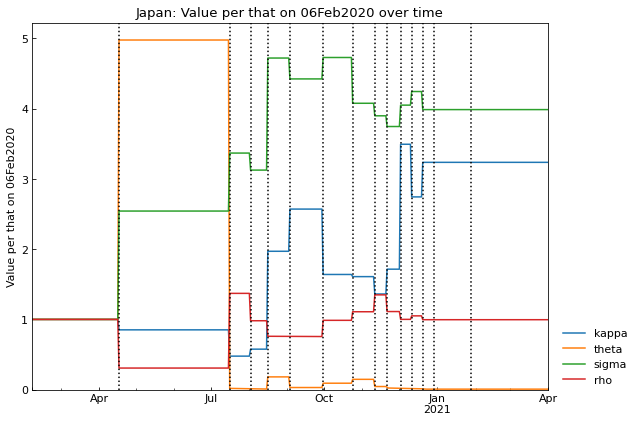 Japan: Value per that on 06Feb2020 over time
Value per that on 06Feb2020
5
4
3
2
1
0
Apr
Jul
Oct
Jan
2021
Apr
kappa
theta
sigma
rho